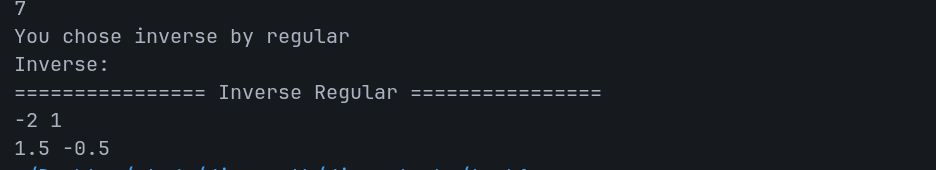 7
You chose inverse by regular
Inverse:
================ Inverse Regular ================
-2 1
1.5 -0.5